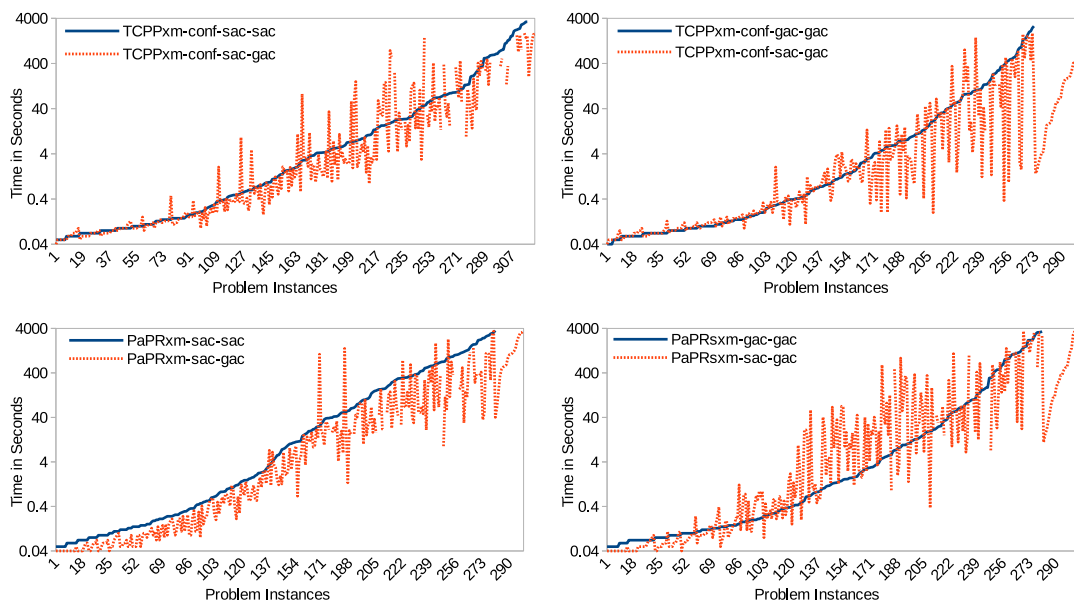 4000
400
40
4
0.4
0.04
Time in Seconds
TCPPxm-conf-sac-sac
TCPPxm-conf-sac-gac
1 19 37 55 73 91 109 127 145 163 181 199 217 235 253 271 289 307
Problem Instances
4000
400
40
4
0.4
0.04
Time in Seconds
TCPPxm-conf-gac-gac
TCPPxm-conf-sac-gac
1 18 35 52 69 86 103 120 137 154 171 188 205 222 239 256 273 290
Problem Instances
4000
400
40
4
0.4
0.04
Time in Seconds
PaPRxm-sac-sac
PaPRxm-sac-gac
1 18 35 52 69 86 103 120 137 154 171 188 205 222 239 256 273 290
Problem Instances
4000
400
40
4
0.4
0.04
Time in Seconds
PaPRsxm-gac-gac
PaPRsxm-sac-gac
1 18 35 52 69 86 103 120 137 154 171 188 205 222 239 256 273 290
Problem Instances